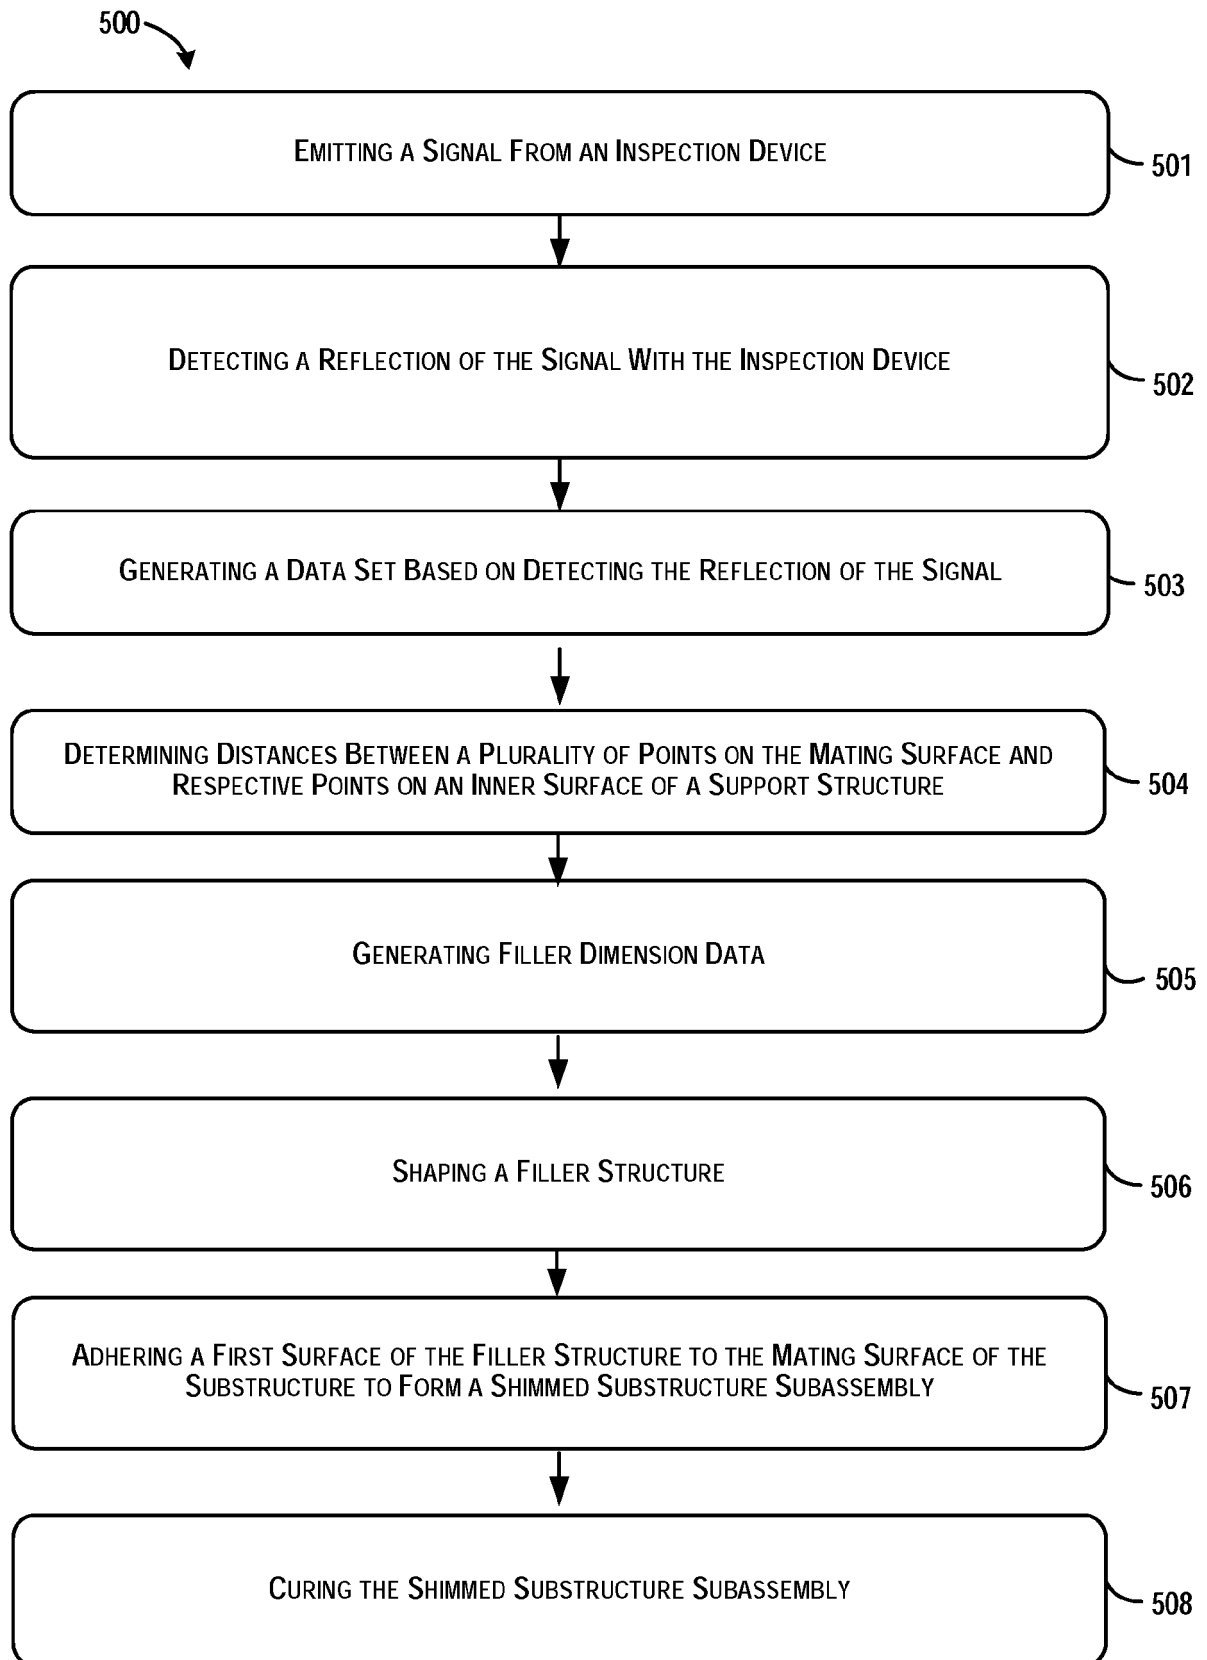 500
EMITTING A SIGNAL FROM AN INSPECTION DEVICE
501
DETECTING A REFLECTION OF THE SIGNAL WITH THE INSPECTION DEVICE
502
GENERATING A DATA SET BASED ON DETECTING THE REFLECTION OF THE SIGNAL
503
DETERMINING DISTANCES BETWEEN A PLURALITY OF POINTS ON THE MATING SURFACE AND
RESPECTIVE POINTS ON AN INNER SURFACE OF A SUPPORT STRUCTURE
504
GENERATING FILLER DIMENSION DATA
505
SHAPING A FILLER STRUCTURE
506
ADHERING A FIRST SURFACE OF THE FILLER STRUCTURE TO THE MATING SURFACE OF THE
SUBSTRUCTURE TO FORM A SHIMMED SUBSTRUCTURE SUBASSEMBLY
507
CURING THE SHIMMED SUBSTRUCTURE SUBASSEMBLY
508